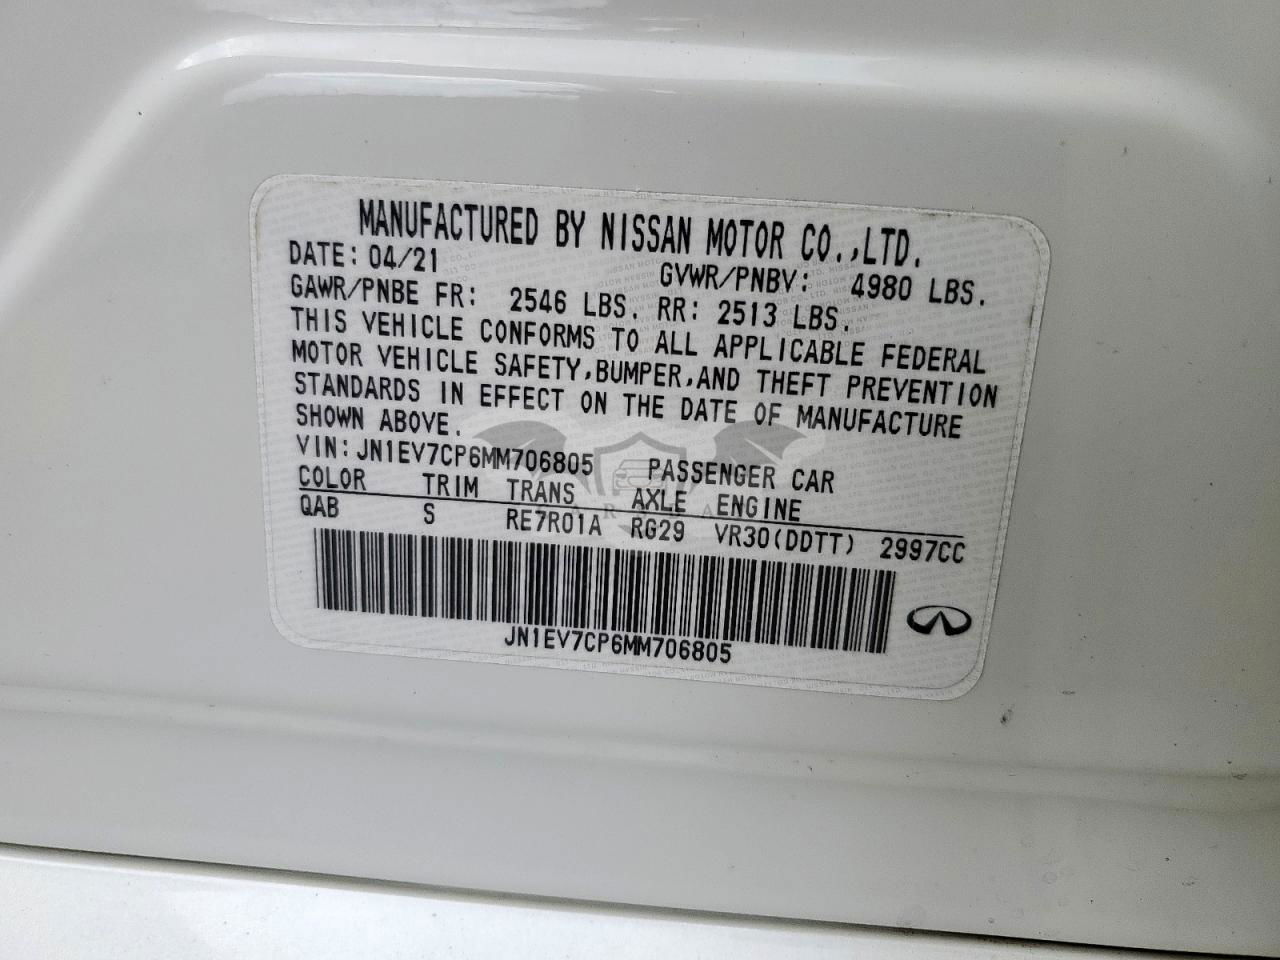 MANUFACTURED BY NISSAN MOTOR CO.,LTD.
DATE: 04/21 GVWR/PNBV: 4980 LBS.
GAWR/PNBE FR: 2546 LBS. RR: 2513 LBS.
THIS VEHICLE CONFORMS TO ALL APPLICABLE FEDERAL
MOTOR VEHICLE SAFETY,BUMPER,AND THEFT PREVENTION
STANDARDS IN EFFECT ON THE DATE OF MANUFACTURE
SHOWN ABOVE.
VIN:JN1EV7CP6MM706805 PASSENGER CAR
COLOR TRIM TRANS AXLE ENGINE
QAB S RE7R01A RG29 VR30(DDTT) 2997CC
JN1EV7CP6MM706805